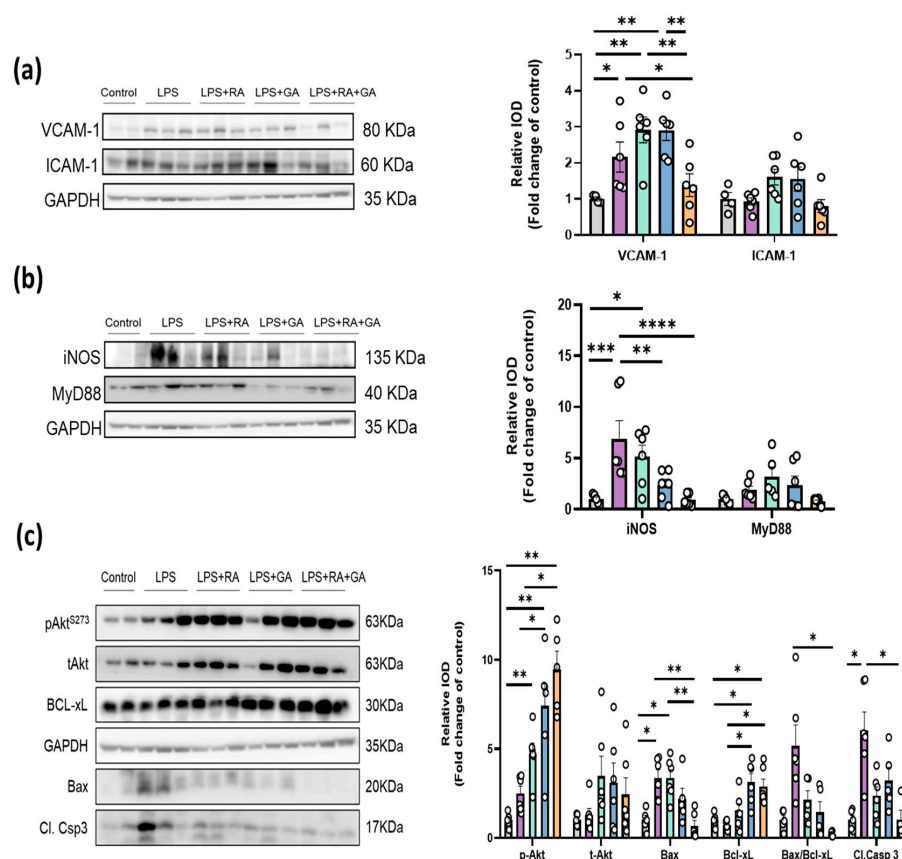 (a)
Control LPS LPS+RA LPS+GA LPS+RA+GA
VCAM-1 80 KDa
ICAM-1 60 KDa
GAPDH 35 KDa
Relative IOD
(Fold change of control)
5
4
3
2
1
0
** **
** **
* *
VCAM-1 ICAM-1
(b)
Control LPS LPS+RA LPS+GA LPS+RA+GA
iNOS 135 KDa
MyD88 40 KDa
GAPDH 35 KDa
Relative IOD
(Fold change of control)
20
15
10
5
0
*
****
*** **
iNOS MyD88
(c)
Control LPS LPS+RA LPS+GA LPS+RA+GA
pAktS273 63KDa
tAkt 63KDa
BCL-xL 30KDa
GAPDH 35KDa
Bax 20KDa
Cl. Csp3 17KDa
Relative IOD
(Fold change of control)
15
10
5
0
**
*
**
*
**
**
* **
*
*
*
*
*
*
* *
p-Akt t-Akt Bax Bcl-xL Bax/Bcl-xL Cl.Casp 3